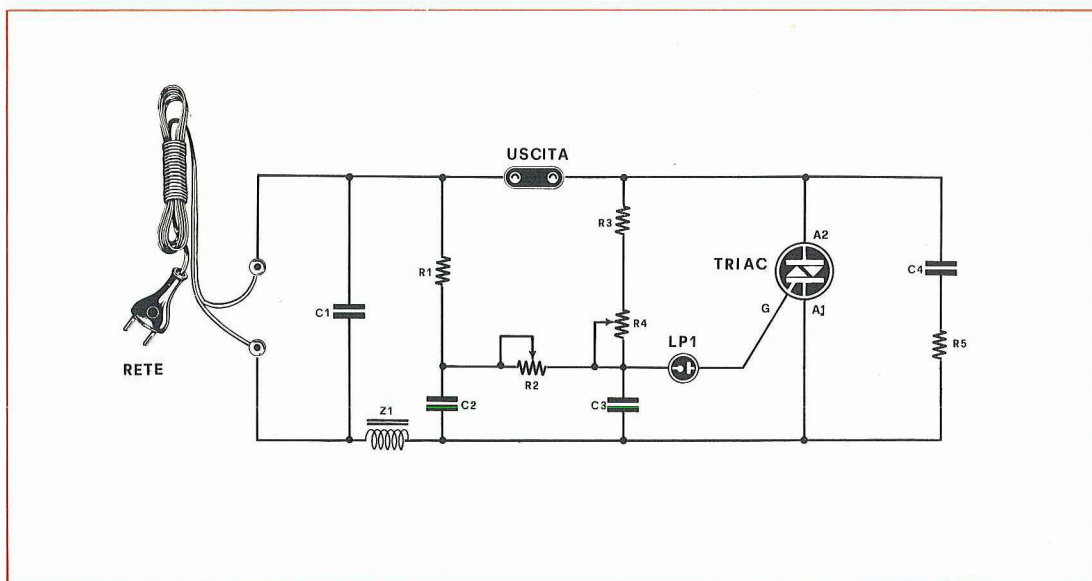 USCITA
R3
A2
TRIAC
C4
R1
G
A1
C1
R4
LP1
R5
RETE
R2
C2
C3
Z1